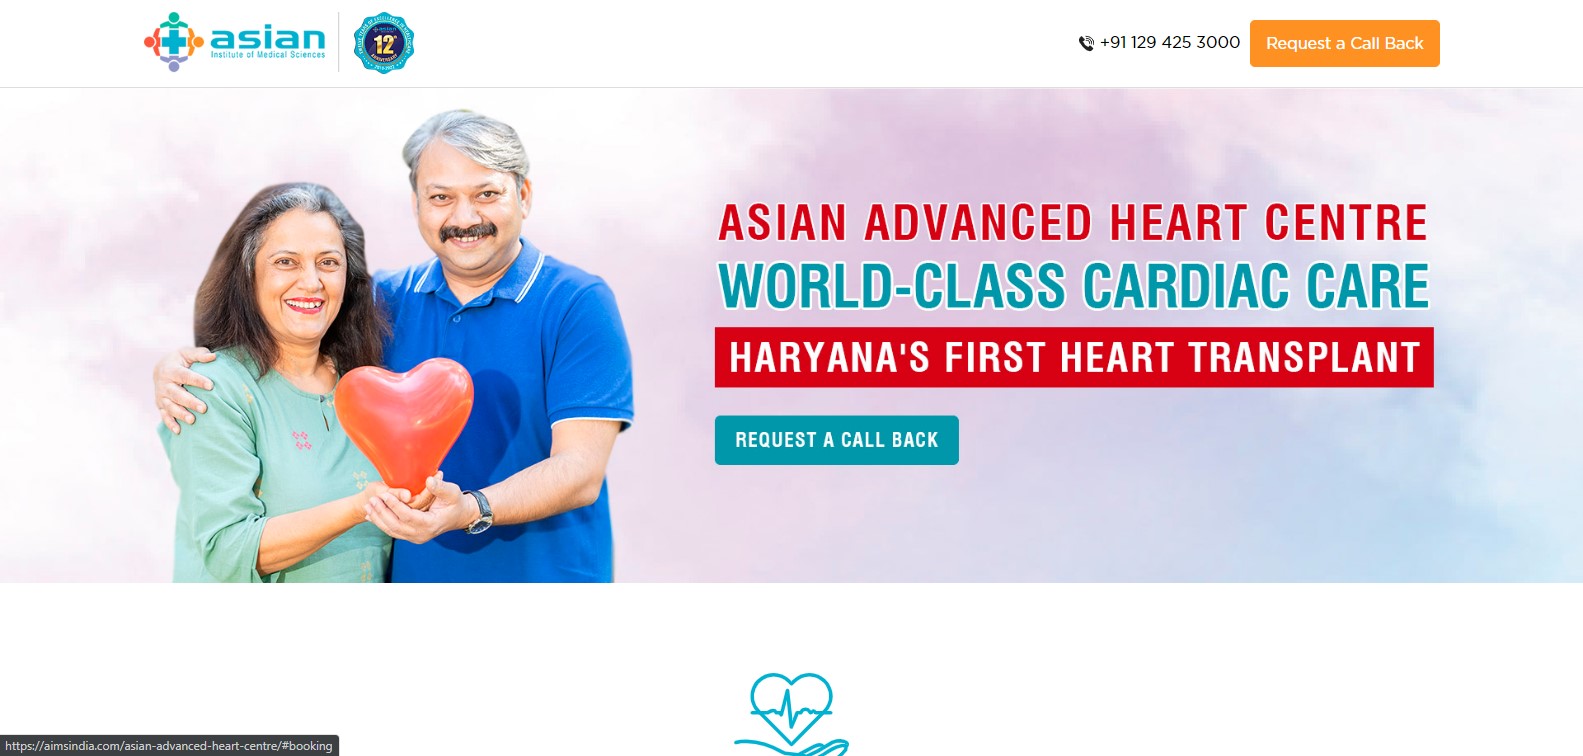 asian
Institute of Medical Sciences
12
ANNIVERSARY
+91 129 425 3000
Request a Call Back
ASIAN ADVANCED HEART CENTRE
WORLD-CLASS CARDIAC CARE
HARYANA'S FIRST HEART TRANSPLANT
REQUEST A CALL BACK
https://aimsindia.com/asian-advanced-heart-centre/#booking